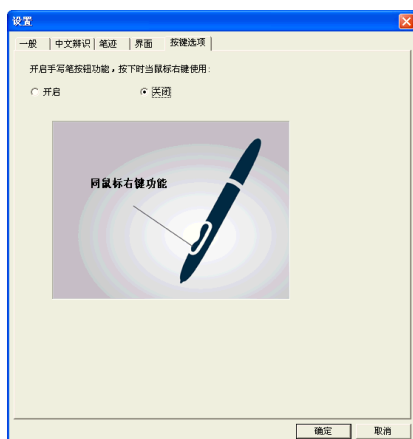 设置
一般 中文辨识 笔迹 界面 按键选项
开启手写笔按钮功能，按下时当鼠标右键使用:
开启 关闭
同鼠标右键功能
确定 取消